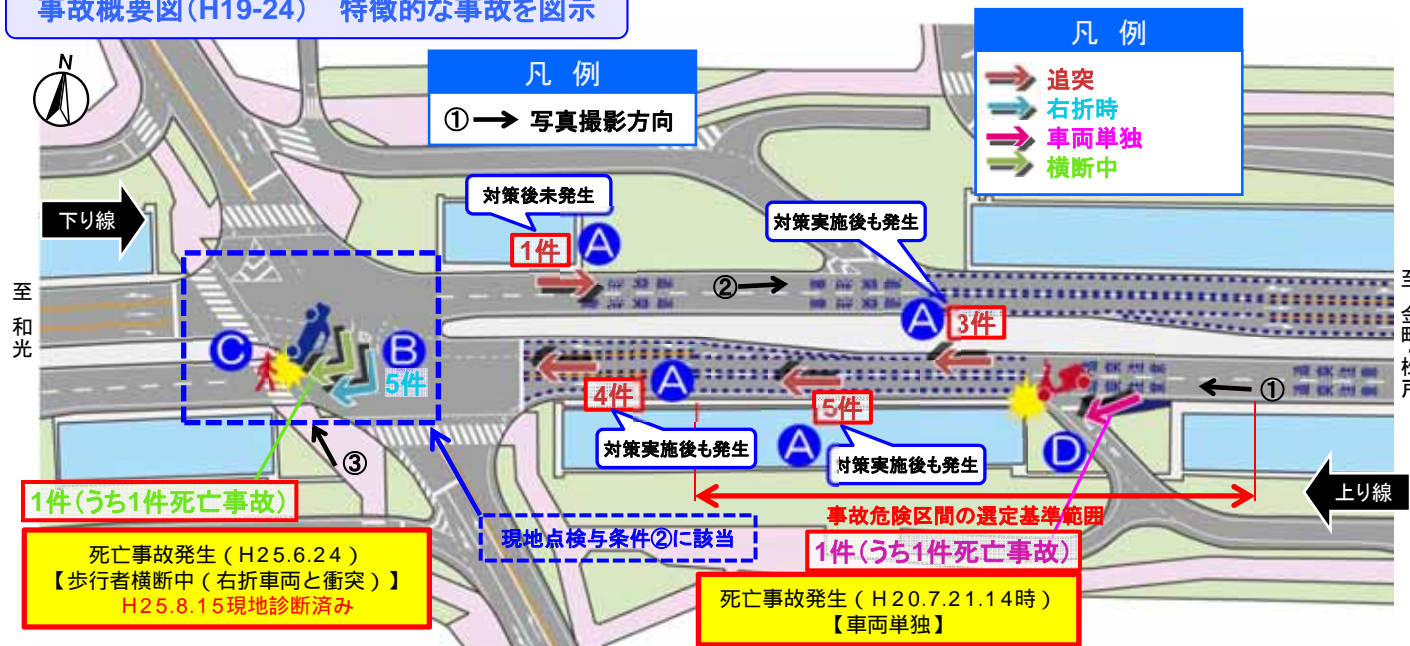 事故概要図(H19-24) 特徴的な事故を図示
N
凡 例
①→ 写真撮影方向
凡 例
追突
右折時
車両単独
横断中
下り線
至 和光
対策後未発生
1件
A
②
対策実施後も発生
A
3件
C
B
5件
4件
A
5件
A
対策実施後も発生
対策実施後も発生
追突注意
追突注意
①
D
③
上り線
1件(うち1件死亡事故)
現地点検与条件②に該当
事故危険区間の選定基準範囲
1件(うち1件死亡事故)
死亡事故発生(H25.6.24)
【歩行者横断中(右折車両と衝突)】
H25.8.15現地診断済み
死亡事故発生(H20.7.21.14時)
【車両単独】